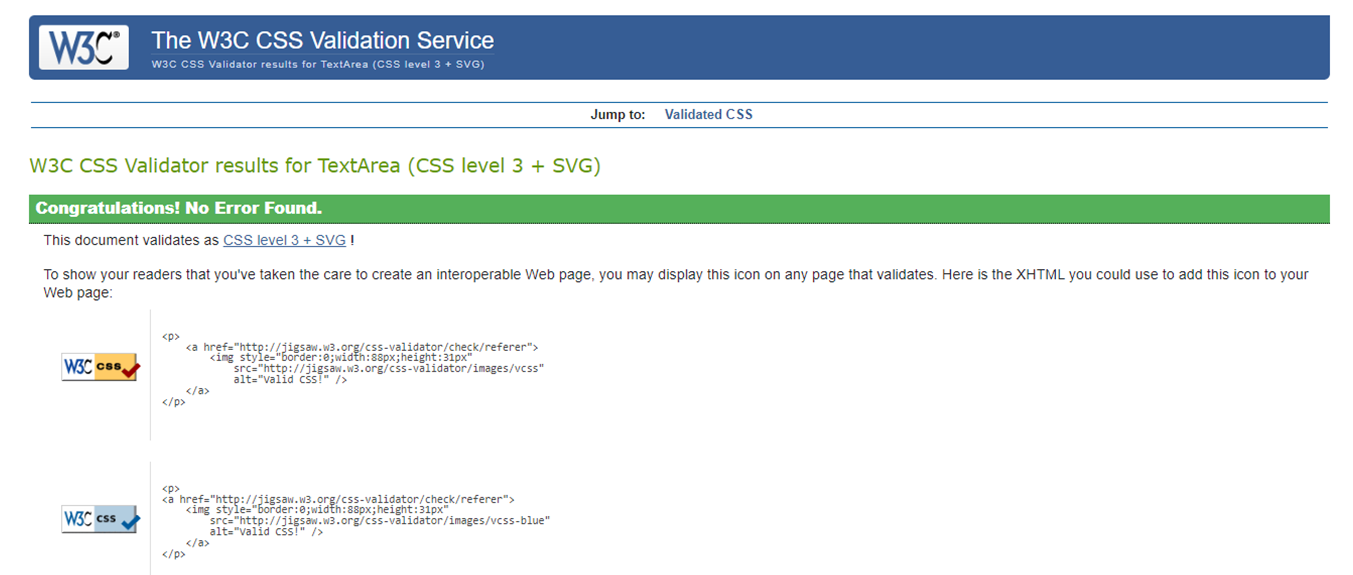 W3C® The W3C CSS Validation Service
W3C CSS Validator results for TextArea (CSS level 3 + SVG)
Jump to: Validated CSS
W3C CSS Validator results for TextArea (CSS level 3 + SVG)
Congratulations! No Error Found.
This document validates as CSS level 3 + SVG !
To show your readers that you've taken the care to create an interoperable Web page, you may display this icon on any page that validates. Here is the XHTML you could use to add this icon to your
Web page:
W3C css
<p>
<a href="http://jigsaw.w3.org/css-validator/check/referer">
<img style="border:0;width:88px;height:31px"
src="http://jigsaw.w3.org/css-validator/images/vcss"
alt="Valid CSS!" />
</a>
</p>
W3C css
<p>
<a href="http://jigsaw.w3.org/css-validator/check/referer">
<img style="border:0;width:88px;height:31px"
src="http://jigsaw.w3.org/css-validator/images/vcss-blue"
alt="Valid CSS!" />
</a>
</p>